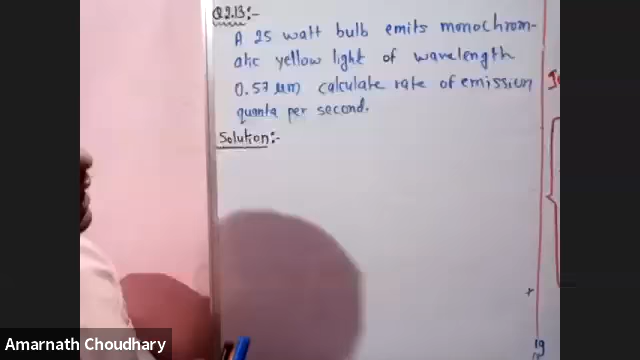 Q 2.13:-
A 25 watt bulb emits monochrom-
atic yellow light of wavelength
0.57 μm calculate rate of emission
quanta per second.
Solution:-
19
Amarnath Choudhary